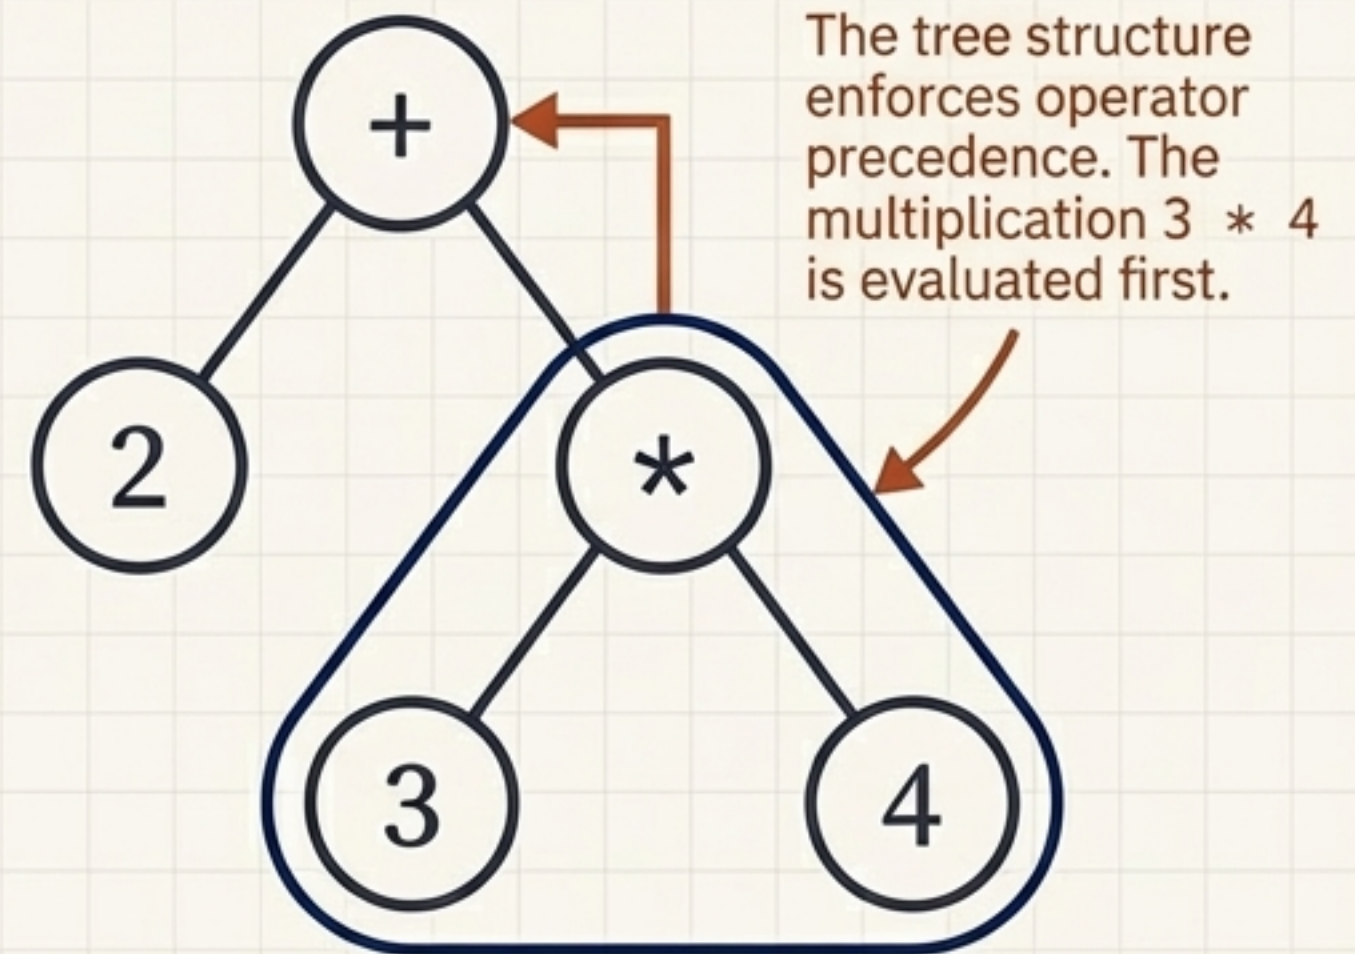 +
The tree structure
enforces operator
precedence. The
multiplication 3 * 4
is evaluated first.
2
*
3
4